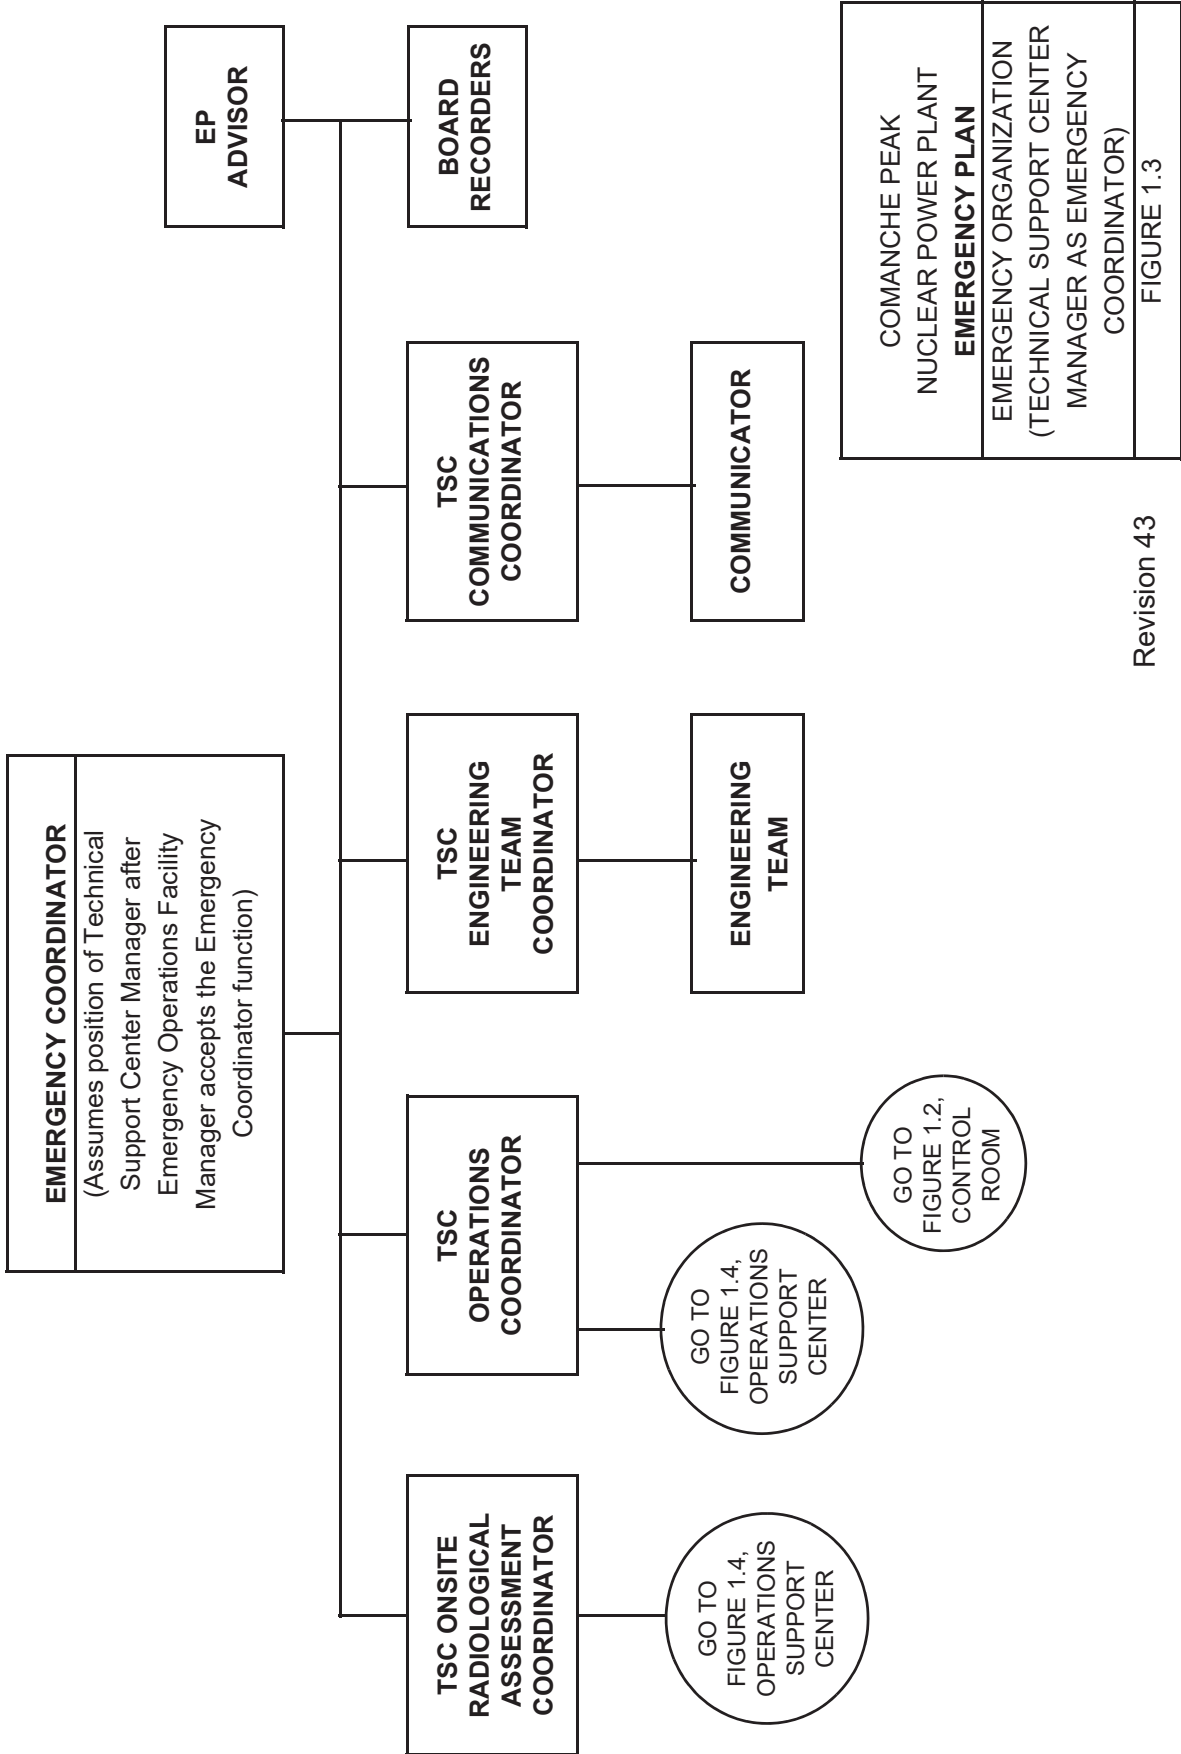 EMERGENCY COORDINATOR
(Assumes position of Technical
Support Center Manager after
Emergency Operations Facility
Manager accepts the Emergency
Coordinator function)
EP
ADVISOR
TSC ONSITE
RADIOLOGICAL
ASSESSMENT
COORDINATOR
TSC
OPERATIONS
COORDINATOR
TSC
ENGINEERING
TEAM
COORDINATOR
TSC
COMMUNICATIONS
COORDINATOR
BOARD
RECORDERS
GO TO
FIGURE 1.4,
OPERATIONS
SUPPORT
CENTER
GO TO
FIGURE 1.4,
OPERATIONS
SUPPORT
CENTER
GO TO
FIGURE 1.2,
CONTROL
ROOM
ENGINEERING
TEAM
COMMUNICATOR
COMANCHE PEAK
NUCLEAR POWER PLANT
EMERGENCY PLAN
EMERGENCY ORGANIZATION
(TECHNICAL SUPPORT CENTER
MANAGER AS EMERGENCY
COORDINATOR)
FIGURE 1.3
Revision 43